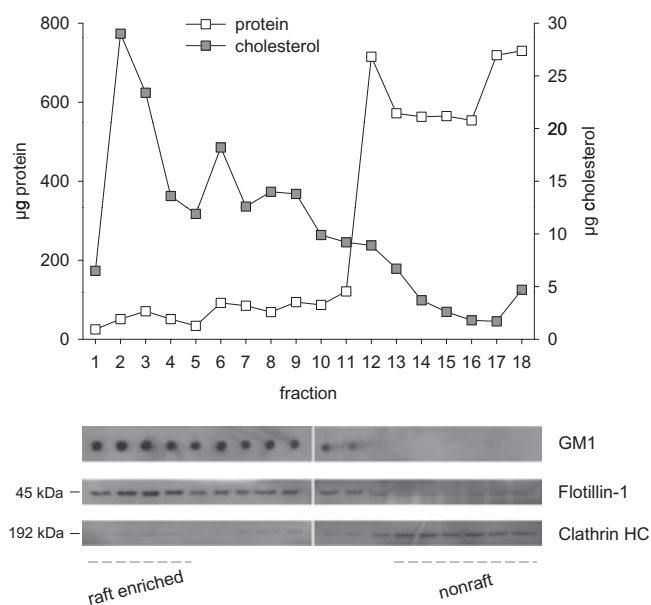 protein
cholesterol
µg protein
800
600
400
200
0
µg cholesterol
30
25
20
15
10
5
0
1 2 3 4 5 6 7 8 9 10 11 12 13 14 15 16 17 18
fraction
GM1
45 kDa
Flotillin-1
192 kDa
Clathrin HC
raft enriched
nonraft